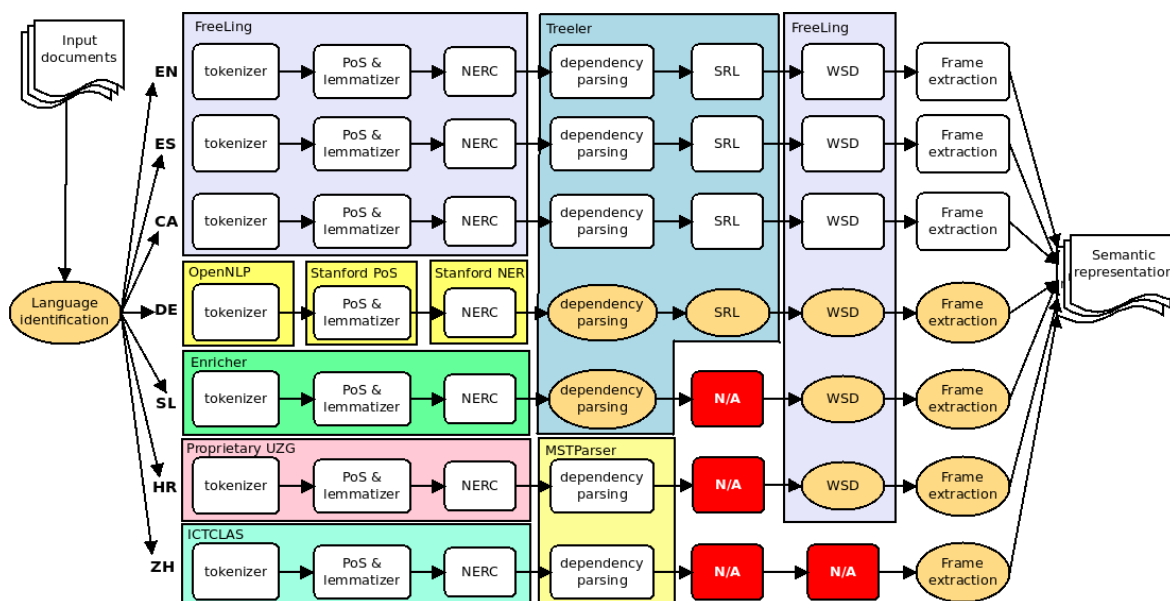 FreeLing
Treeler
FreeLing
Input
documents
EN
tokenizer
PoS &
lemmatizer
NERC
dependency
parsing
SRL
WSD
Frame
extraction
ES
tokenizer
PoS &
lemmatizer
NERC
dependency
parsing
SRL
WSD
Frame
extraction
CA
tokenizer
PoS &
lemmatizer
NERC
dependency
parsing
SRL
WSD
Frame
extraction
Semantic
representation
Language
identification
OpenNLP
Stanford PoS
Stanford NER
DE
tokenizer
PoS &
lemmatizer
NERC
dependency
parsing
SRL
WSD
Frame
extraction
Enricher
SL
tokenizer
PoS &
lemmatizer
NERC
dependency
parsing
N/A
WSD
Frame
extraction
Proprietary UZG
MSTParser
HR
tokenizer
PoS &
lemmatizer
NERC
dependency
parsing
N/A
WSD
Frame
extraction
ICTCLAS
ZH
tokenizer
PoS &
lemmatizer
NERC
dependency
parsing
N/A
N/A
Frame
extraction